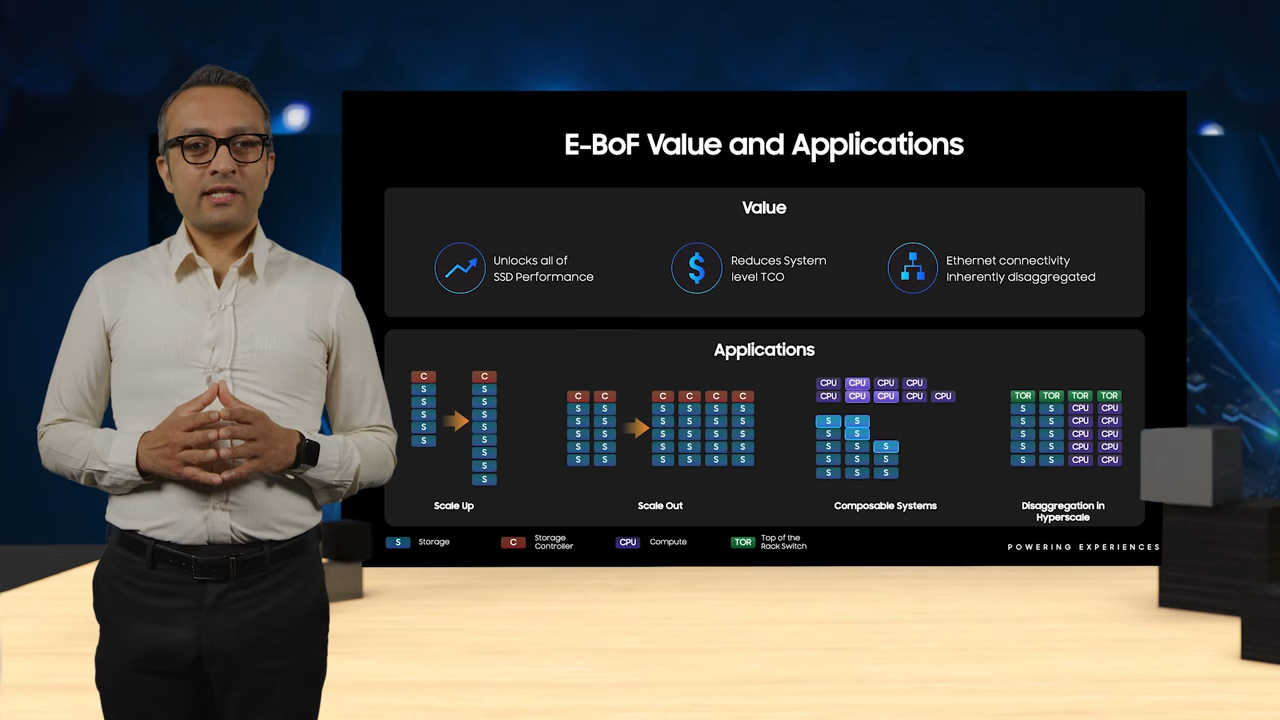 E-BoF Value and Applications
Value
Unlocks all of
SSD Performance
Reduces System
level TCO
Ethernet connectivity
Inherently disaggregated
Applications
C C
S S
S S
S S
S S
S S
S
S
S
Scale Up
C C C C C C
S S S S S S
S S S S S S
S S S S S S
S S S S S S
S S S S S S
Scale Out
CPU CPU CPU CPU
CPU CPU CPU CPU CPU
S S
S S
S S S
S S S
S S S
Composable Systems
TOR TOR TOR TOR
S S CPU CPU
S S CPU CPU
S S CPU CPU
S S CPU CPU
S S CPU CPU
Disaggregation in
Hyperscale
S Storage
C Storage
Controller
CPU Compute
TOR Top of the
Rack Switch
POWERING EXPERIENCES